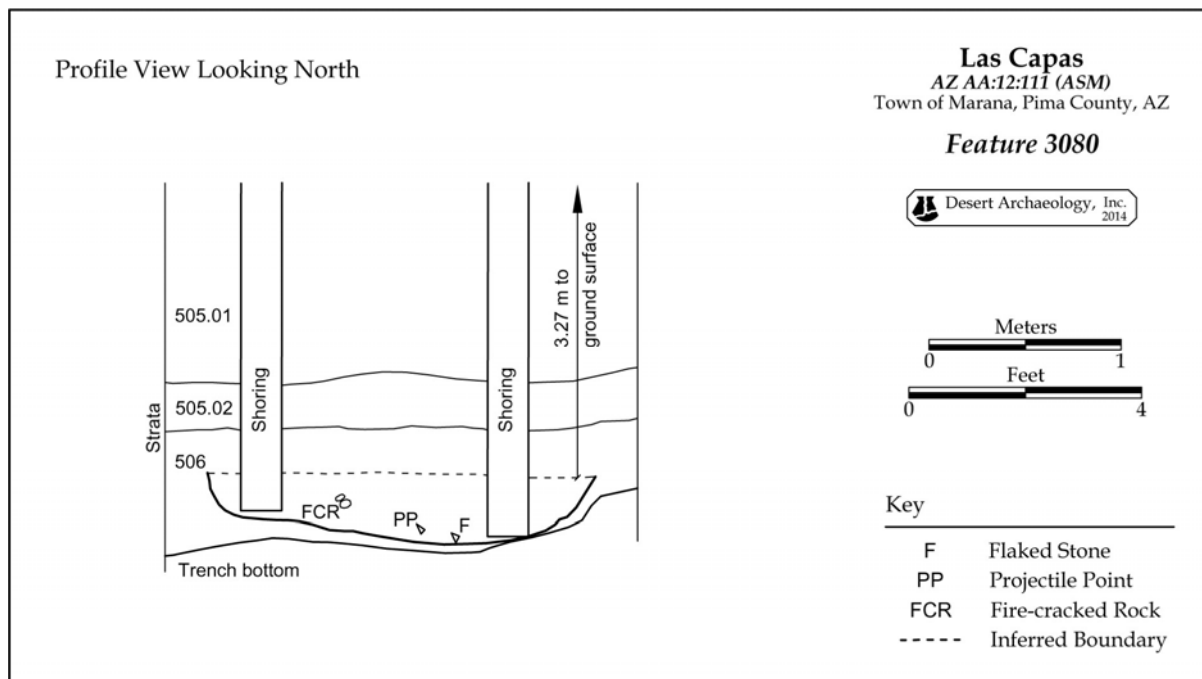 Profile View Looking North
Las Capas
AZ AA:12:111 (ASM)
Town of Marana, Pima County, AZ
Feature 3080
Desert Archaeology, Inc.
2014
3.27 m to
ground surface
505.01
Shoring
Shoring
505.02
Strata
506
FCR
PP
F
Trench bottom
Meters
0 1
Feet
0 4
Key
F Flaked Stone
PP Projectile Point
FCR Fire-cracked Rock
Inferred Boundary